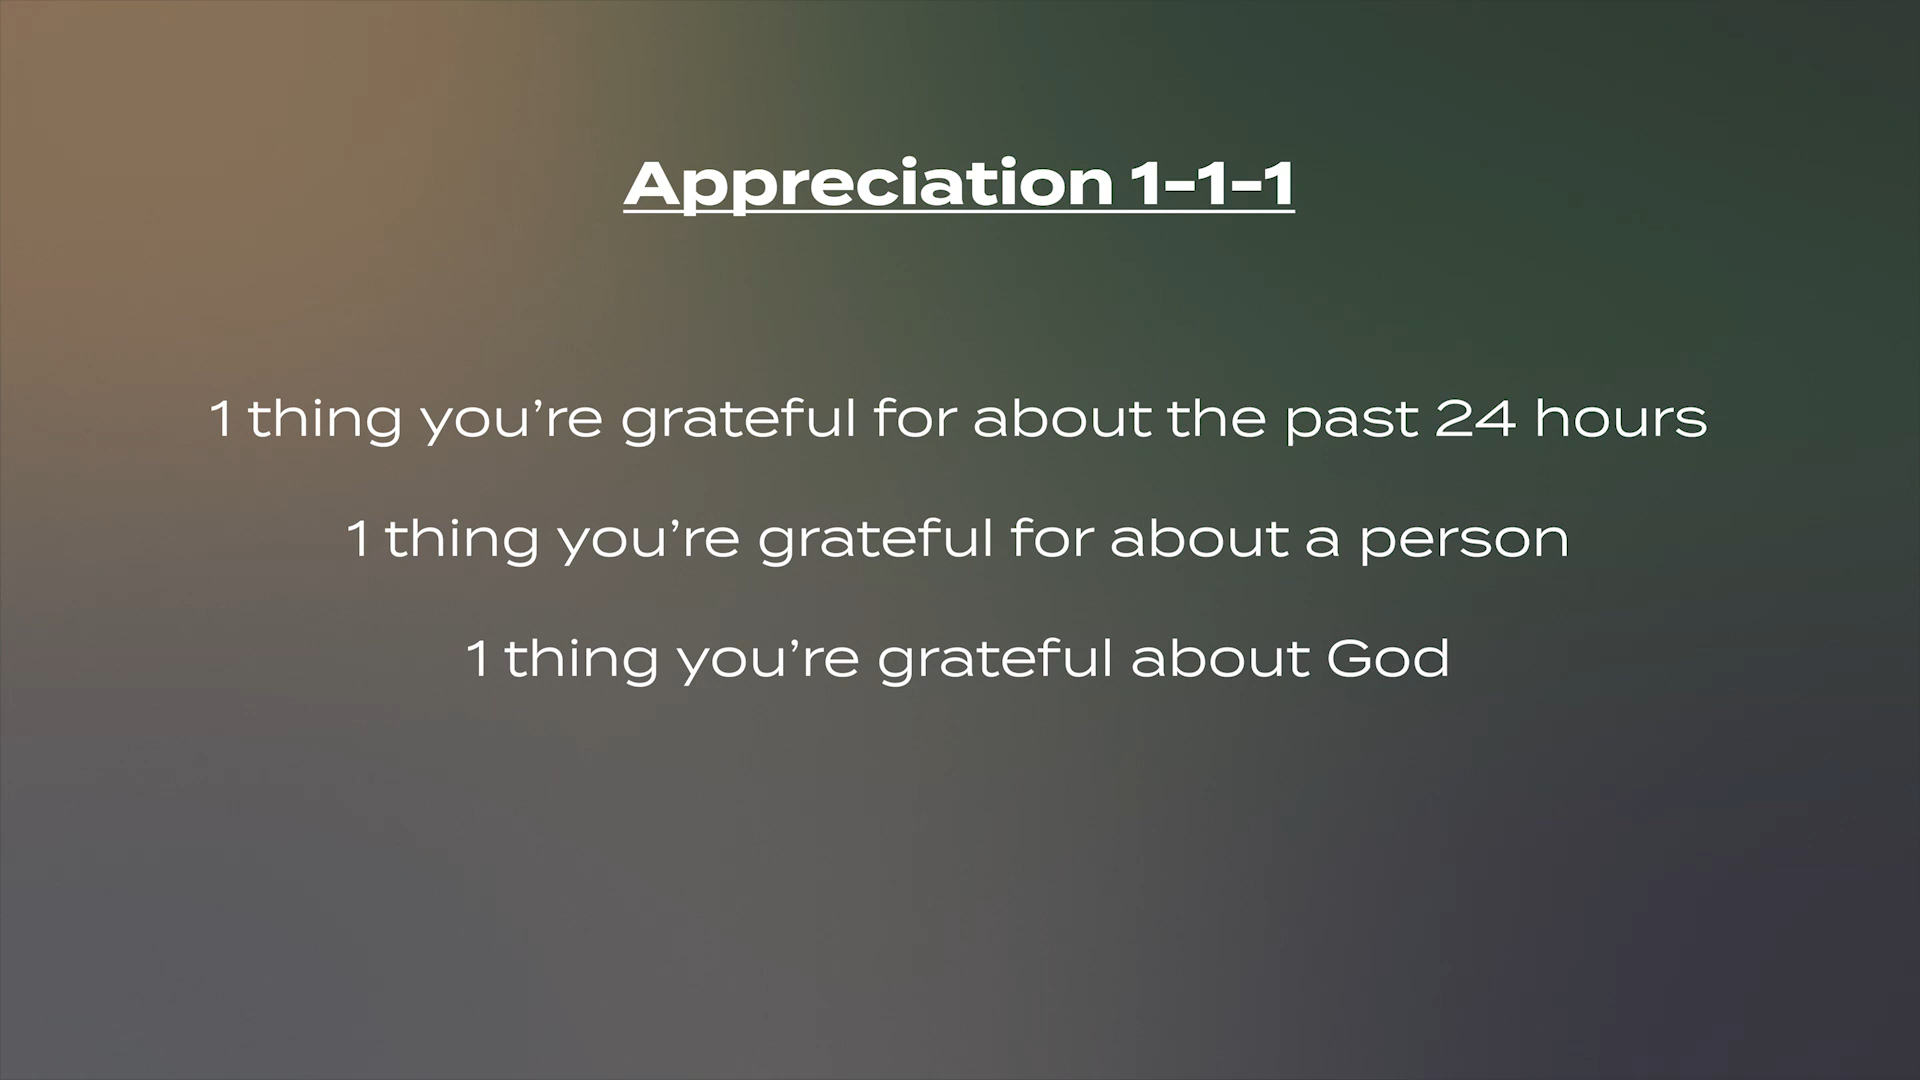 Appreciation 1-1-1
1 thing you’re grateful for about the past 24 hours
1 thing you’re grateful for about a person
1 thing you’re grateful about God